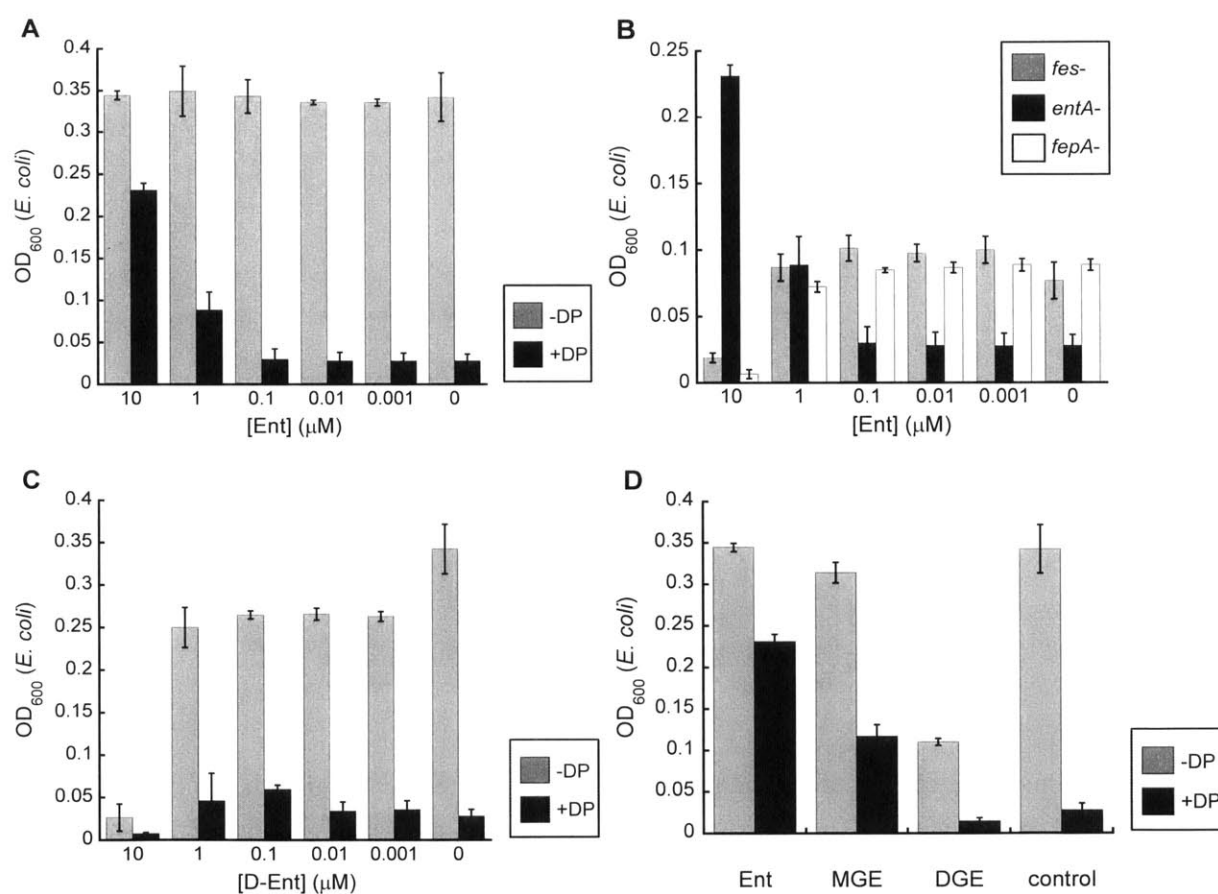 A
0.4
0.35
0.3
0.25
0.2
0.15
0.1
0.05
0
OD600 (E. coli)
10 1 0.1 0.01 0.001 0
[Ent] (μM)
-DP
+DP
B
0.25
0.2
0.15
0.1
0.05
0
OD600 (E. coli)
10 1 0.1 0.01 0.001 0
[Ent] (μM)
fes-
entA-
fepA-
C
0.4
0.35
0.3
0.25
0.2
0.15
0.1
0.05
0
OD600 (E. coli)
10 1 0.1 0.01 0.001 0
[D-Ent] (μM)
-DP
+DP
D
0.4
0.35
0.3
0.25
0.2
0.15
0.1
0.05
0
OD600 (E. coli)
Ent MGE DGE control
-DP
+DP